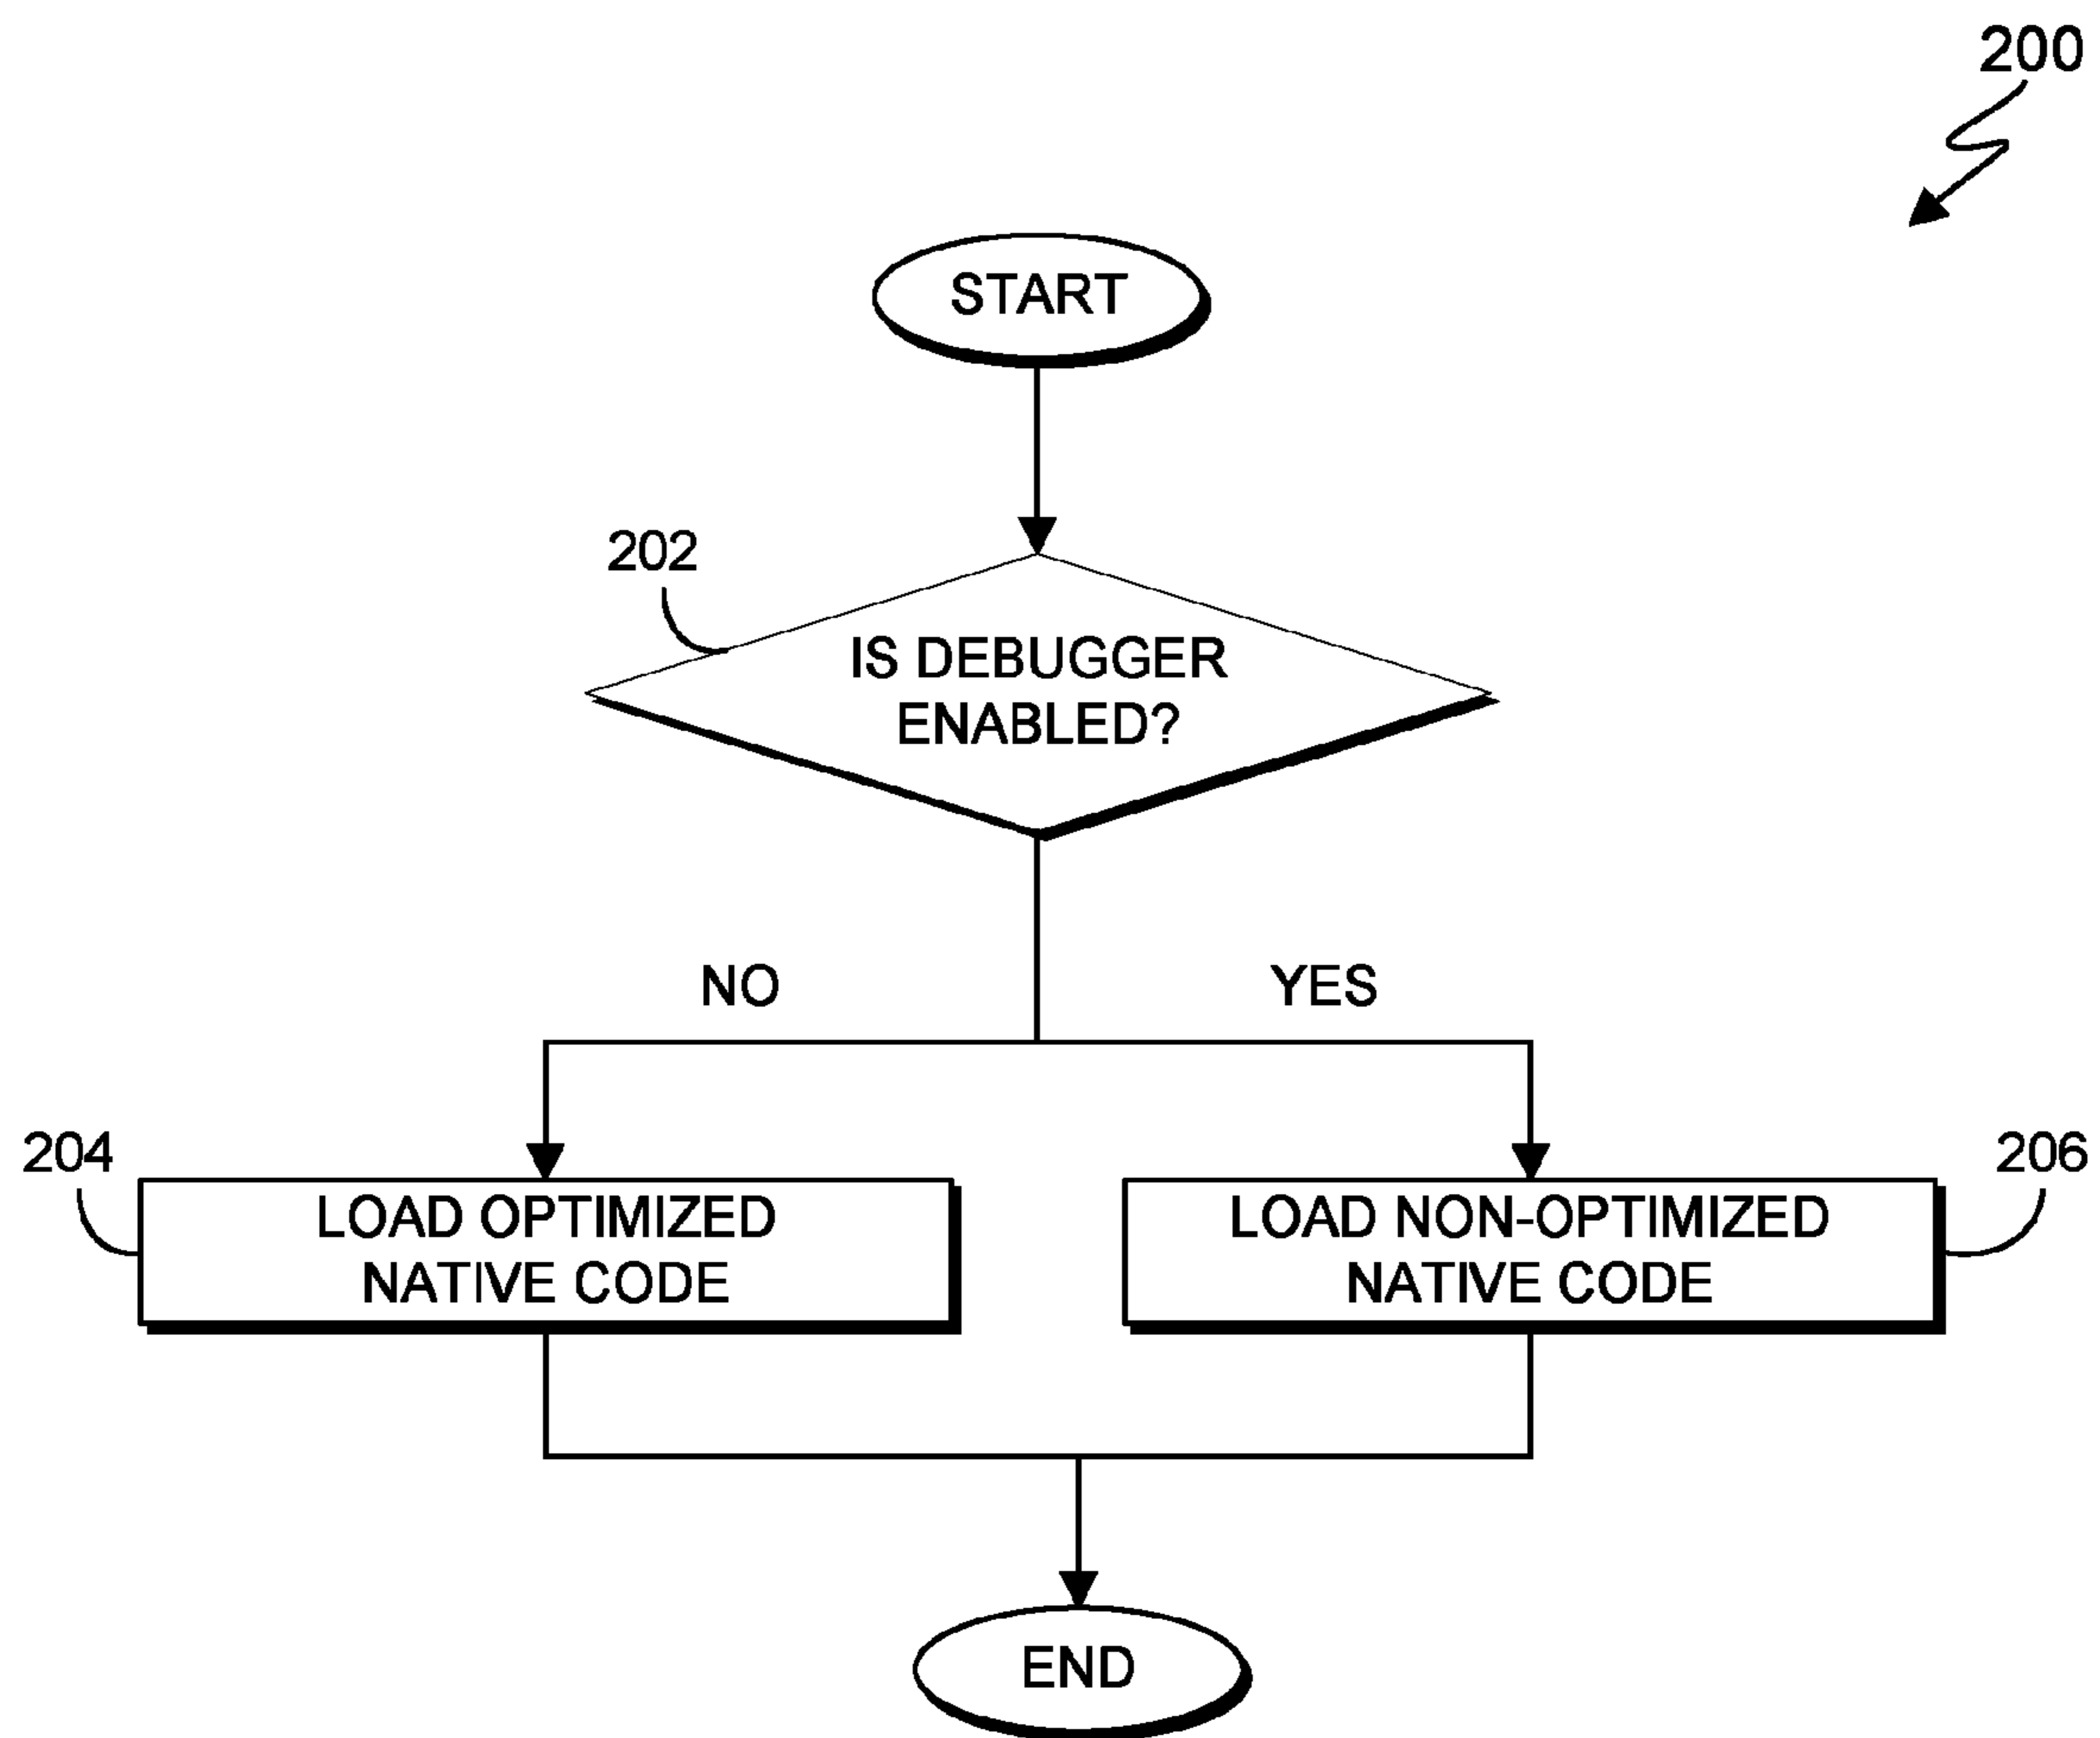 200
START
202
IS DEBUGGER
ENABLED?
NO
YES
204
LOAD OPTIMIZED
NATIVE CODE
LOAD NON-OPTIMIZED
NATIVE CODE
206
END